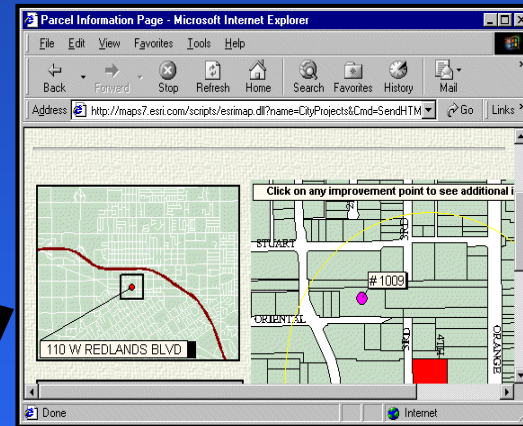 Parcel Information Page - Microsoft Internet Explorer
File Edit View Favorites Tools Help
Back Forward Stop Refresh Home Search Favorites History Mail
Address http://maps7.esri.com/scripts/esrimap.dll?name=CityProjects&Cmd=SendHTM Go Links
Click on any improvement point to see additional i
STUART
3RD
#1009
ORIENTAL
110 W REDLANDS BLVD
4TH
ORANGE
Done Internet